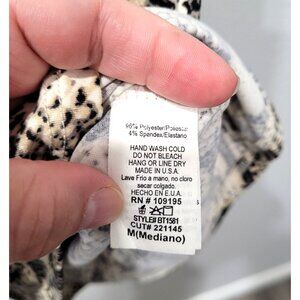 96% Polyester/Poliester
4% Spandex/Elastano
HAND WASH COLD
DO NOT BLEACH
HANG OR LINE DRY
MADE IN U.S.A.
Lave Frio a mano, no cloro
secar colgado.
HECHO EN E.U.A.
RN # 109195
STYLE#BT1581
CUT# 221145
M(Mediano)